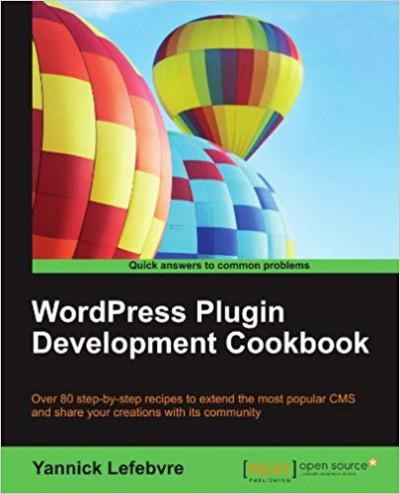 Quick answers to common problems
WordPress Plugin
Development Cookbook
Over 80 step-by-step recipes to extend the most popular CMS
and share your creations with its community
Yannick Lefebvre
[PACKT] open source*
PUBLISHING